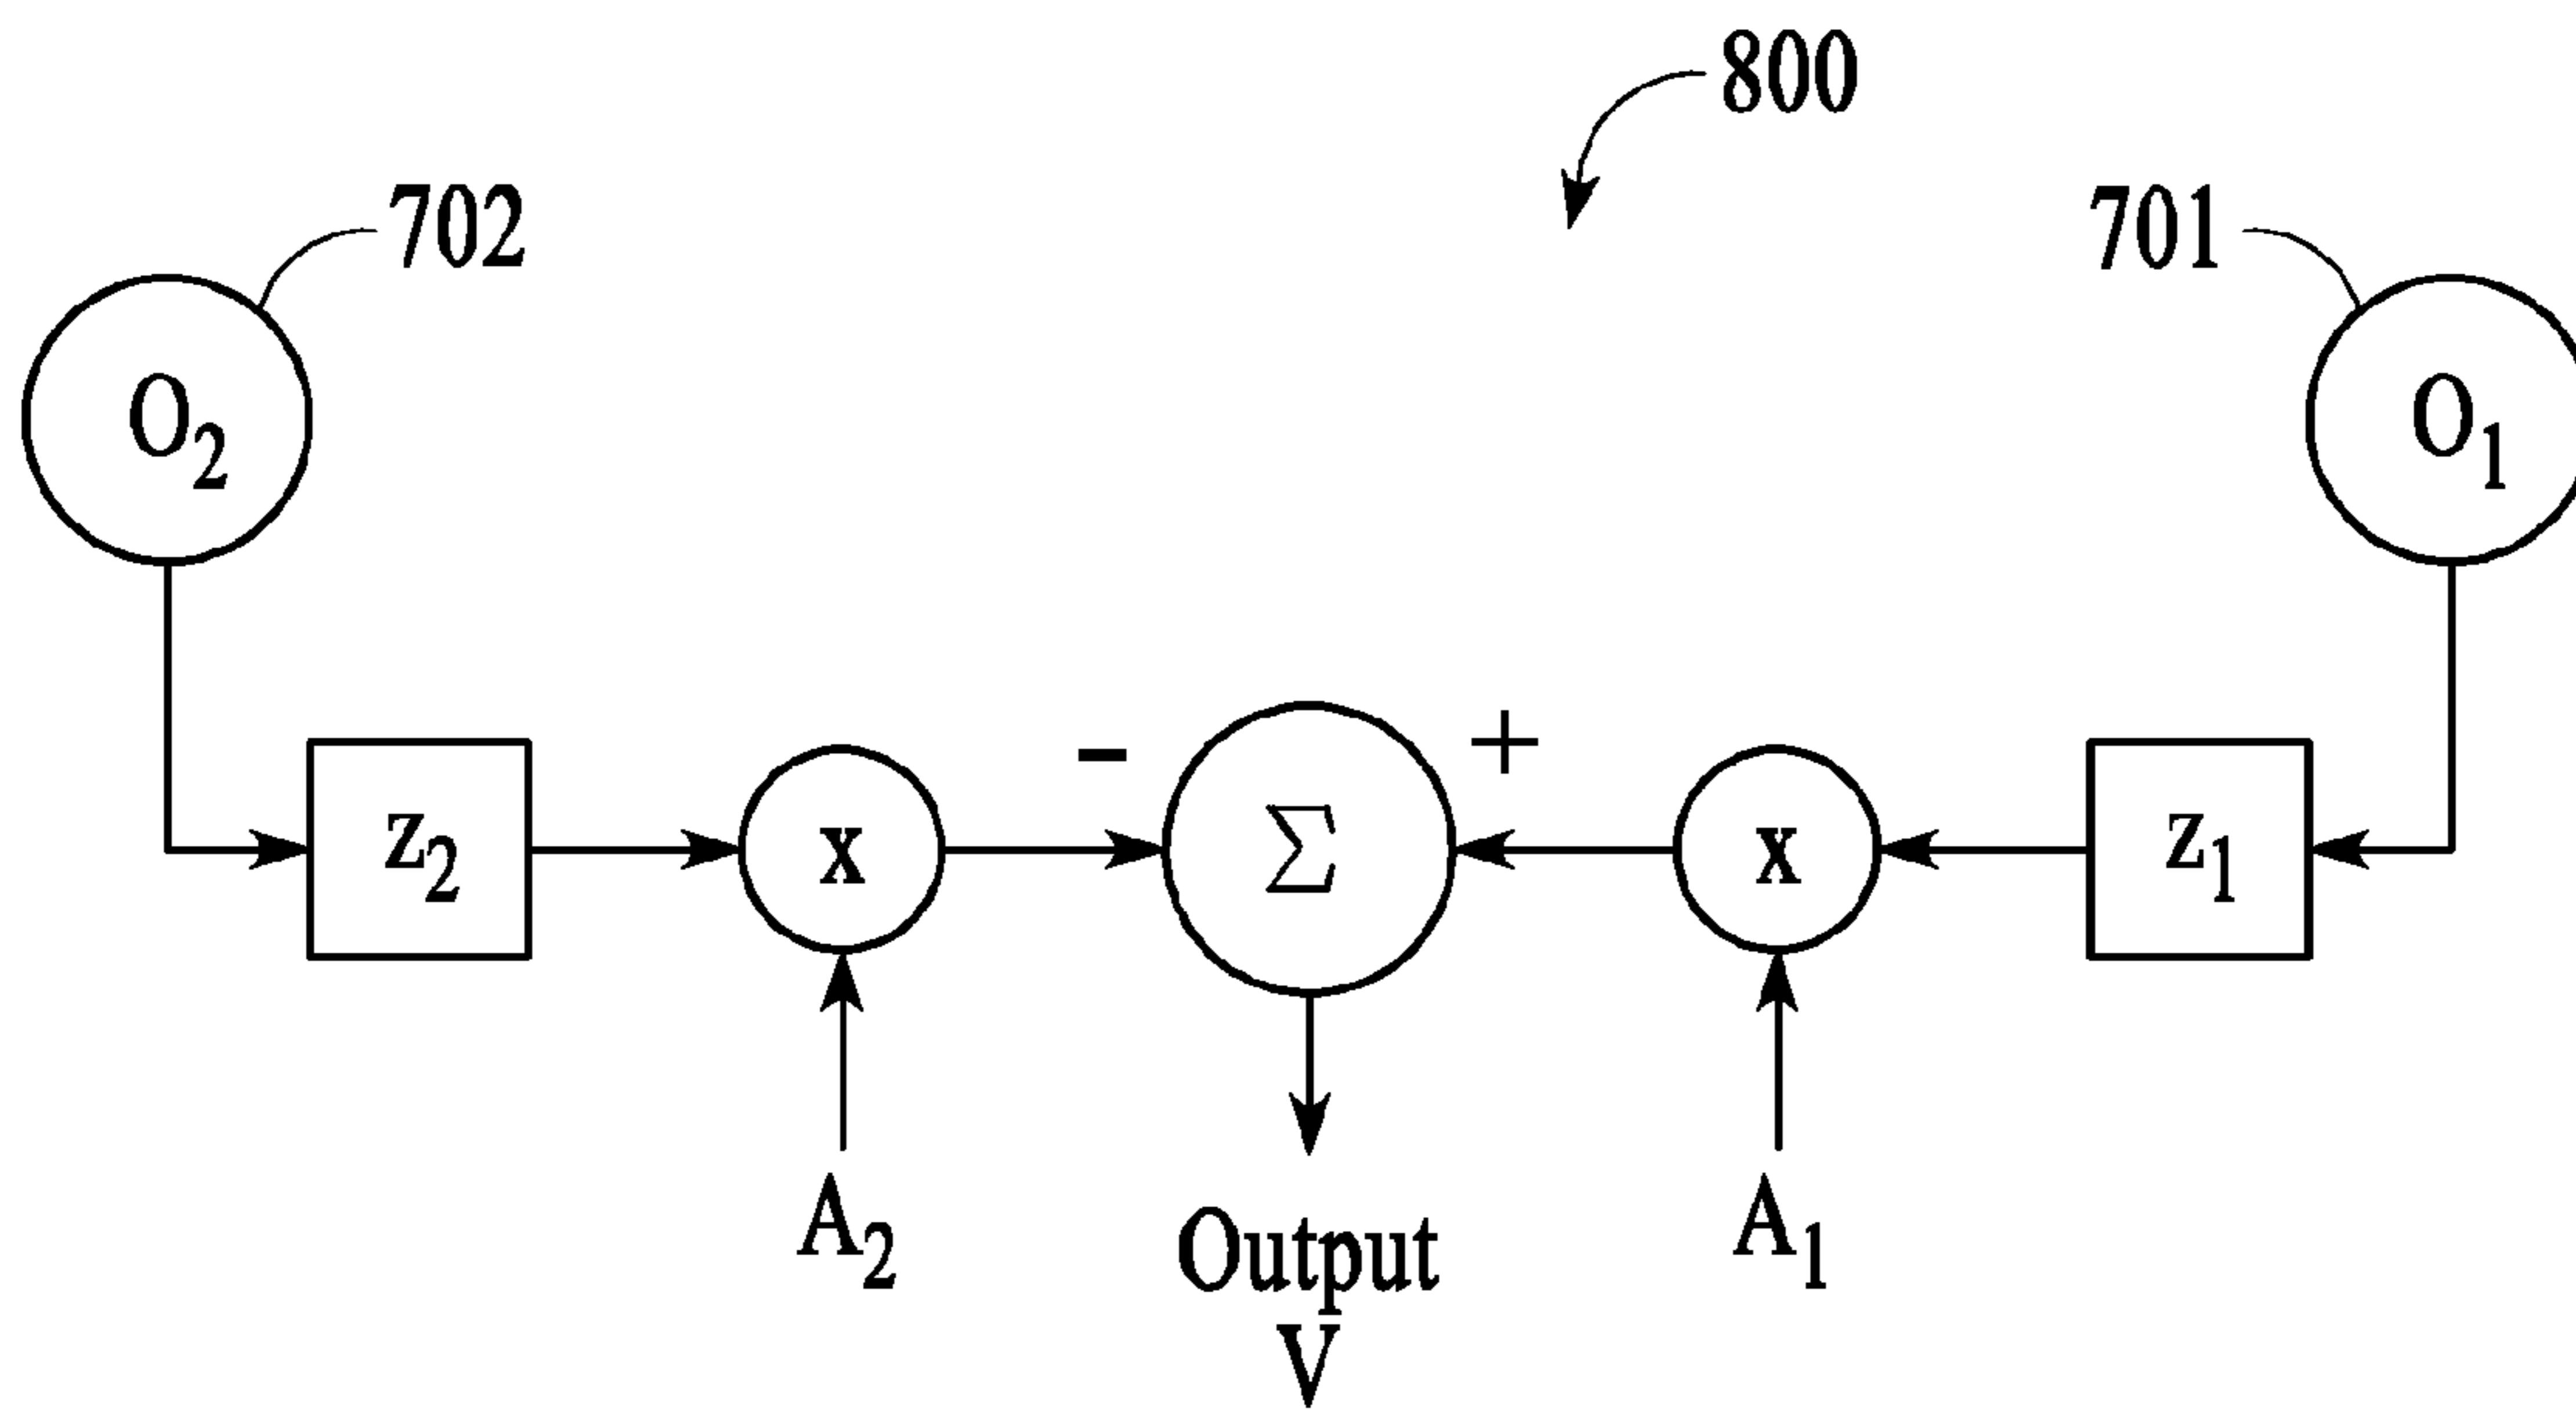 800
702
701
O₂
O₁
- +
z₂
x
Σ
x
z₁
A₂
A₁
Output
V